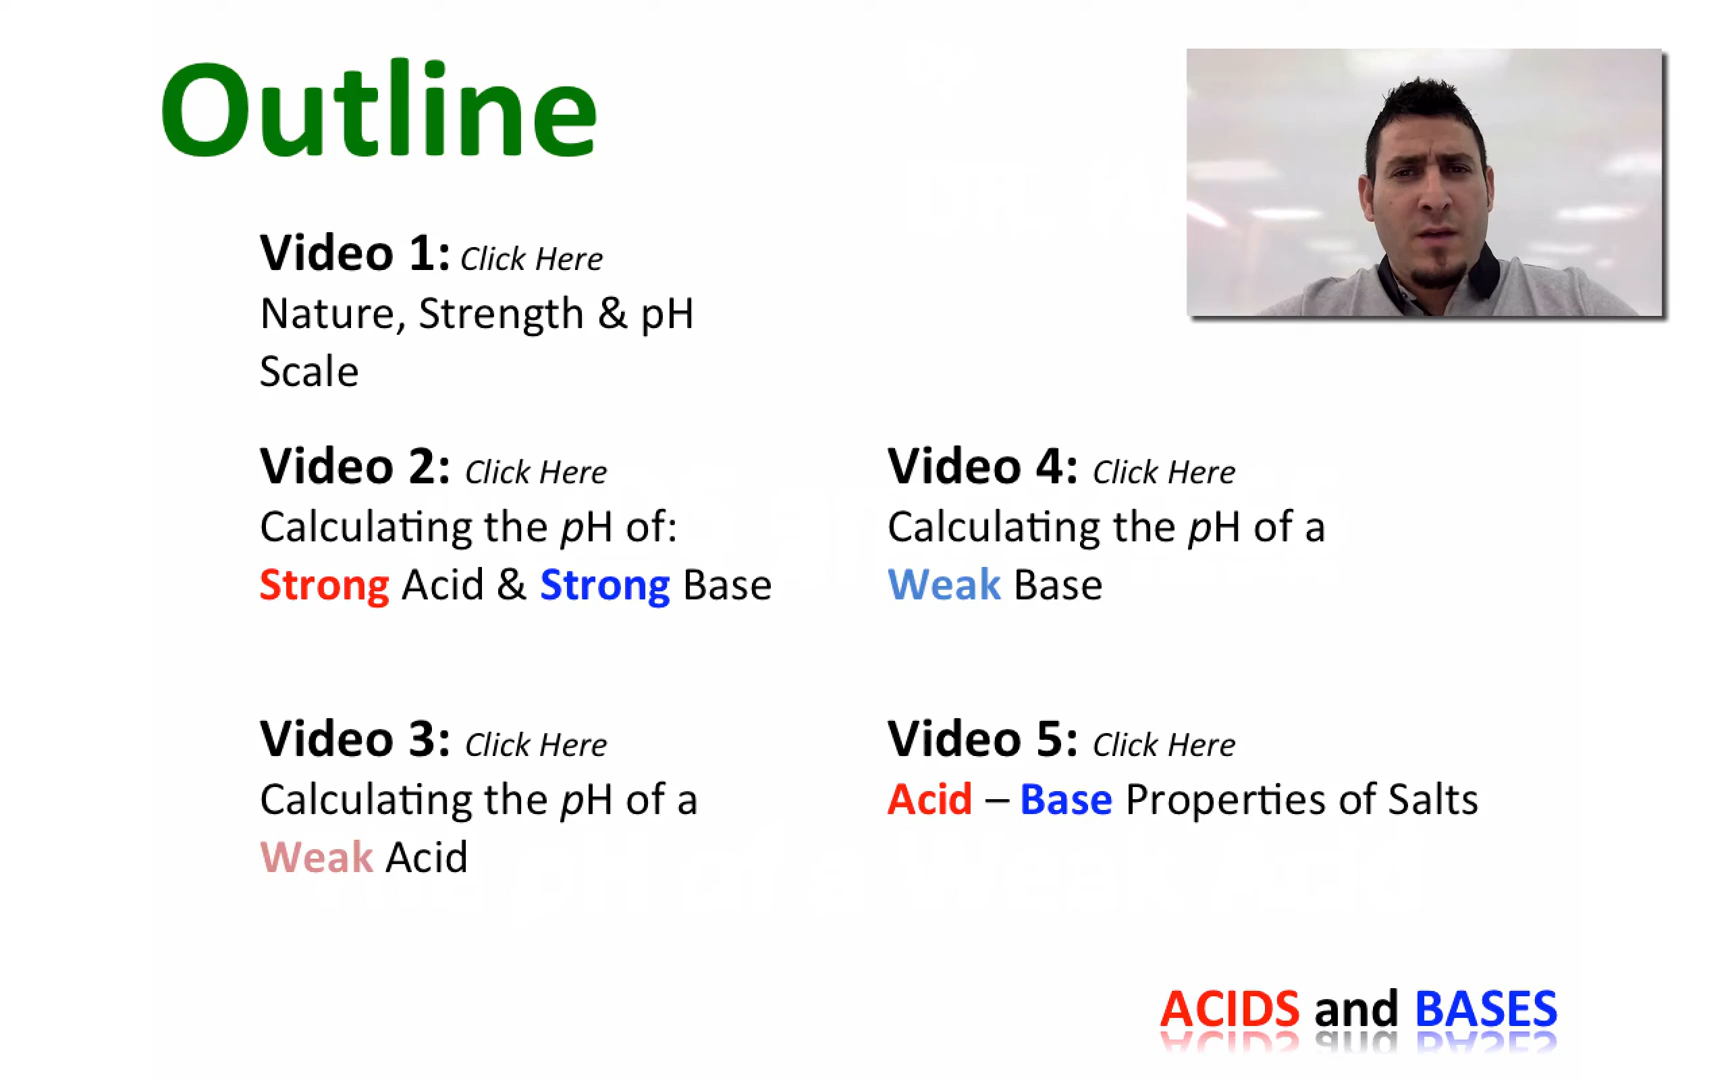 Outline
Video 1: Click Here
Nature, Strength & pH
Scale
Video 2: Click Here
Calculating the pH of:
Strong Acid & Strong Base
Video 3: Click Here
Calculating the pH of a
Weak Acid
Video 4: Click Here
Calculating the pH of a
Weak Base
Video 5: Click Here
Acid – Base Properties of Salts
ACIDS and BASES